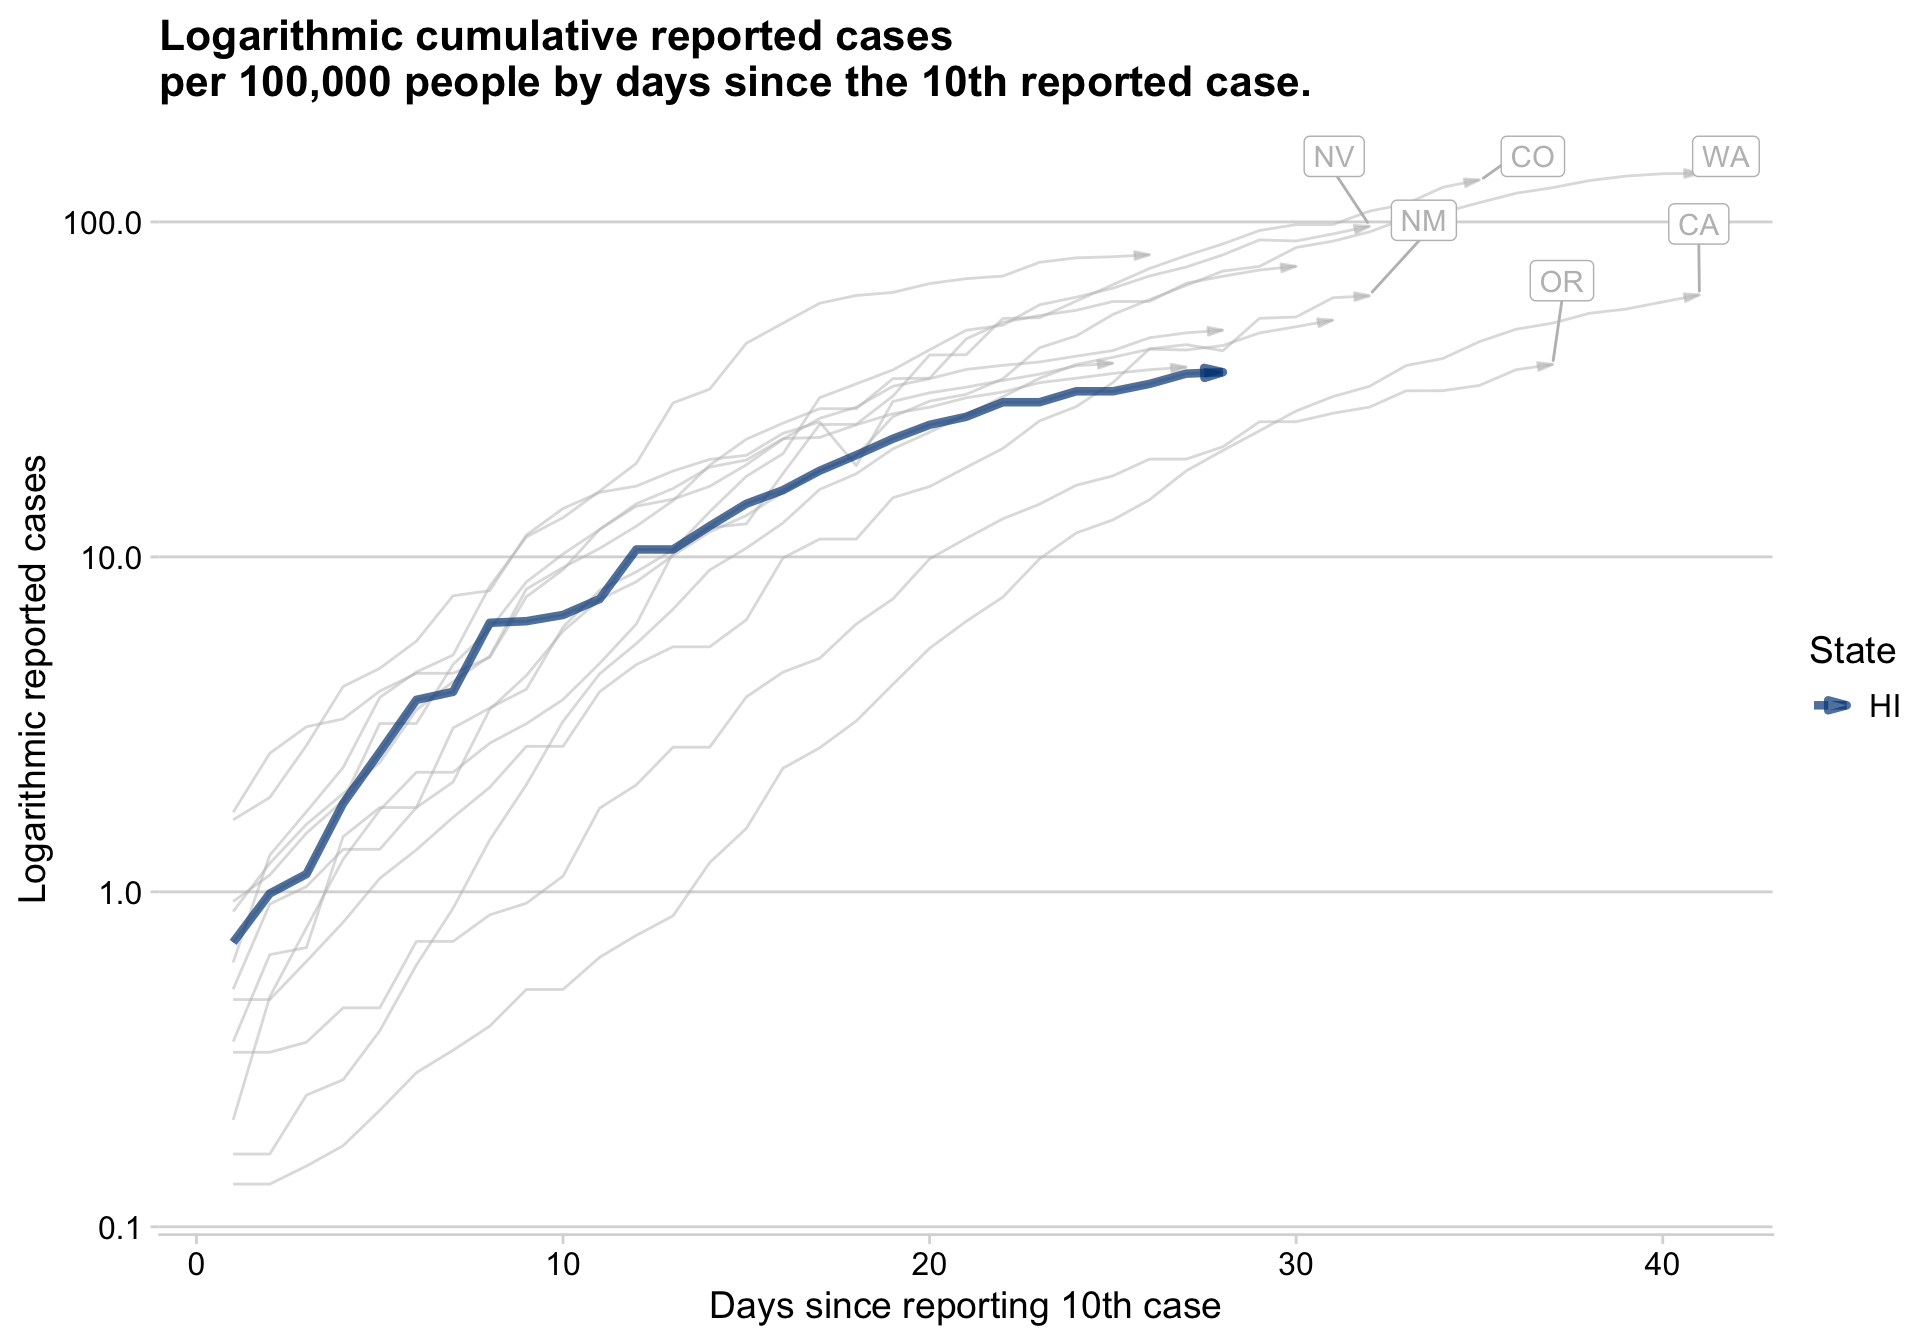 Logarithmic cumulative reported cases
per 100,000 people by days since the 10th reported case.
NV
CO
WA
NM
CA
OR
100.0
10.0
1.0
0.1
Logarithmic reported cases
0
10
20
30
40
Days since reporting 10th case
State
HI